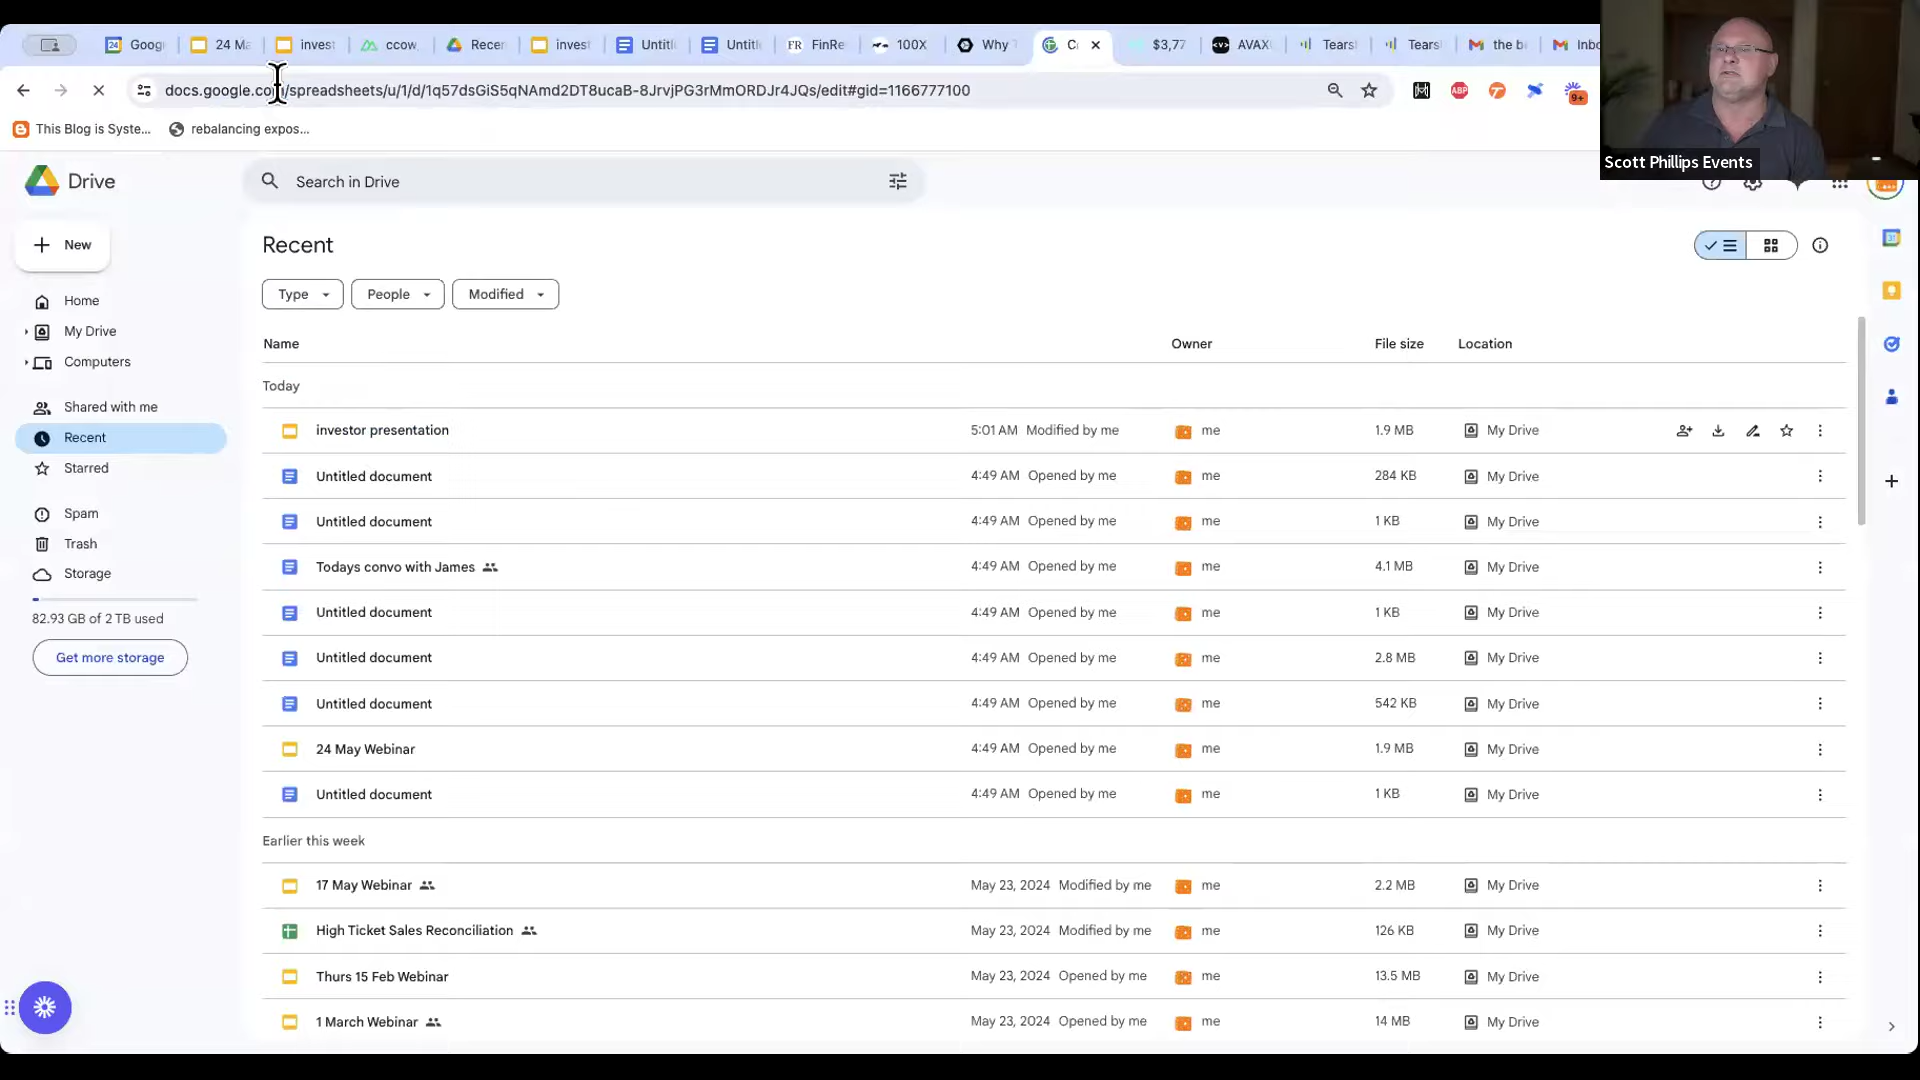 Goog
24 Ma
invest
ccow
Recen
invest
Untitl
Untitl
FR FinRe
100X
Why T
C
$3,77
AVAX
Tears
Tears
the b
Inbo
docs.google.com/spreadsheets/u/1/d/1q57dsGiS5qNAmd2DT8ucaB-8JrvjPG3rMmORDJr4JQs/edit#gid=1166777100
ABP
9+
This Blog is Syste...
rebalancing expos...
Scott Phillips Events
Drive
Search in Drive
New
Home
My Drive
Computers
Shared with me
Recent
Starred
Spam
Trash
Storage
82.93 GB of 2 TB used
Get more storage
Recent
Type
People
Modified
Name Owner File size Location
Today
investor presentation 5:01 AM Modified by me me 1.9 MB My Drive
Untitled document 4:49 AM Opened by me me 284 KB My Drive
Untitled document 4:49 AM Opened by me me 1 KB My Drive
Todays convo with James 4:49 AM Opened by me me 4.1 MB My Drive
Untitled document 4:49 AM Opened by me me 1 KB My Drive
Untitled document 4:49 AM Opened by me me 2.8 MB My Drive
Untitled document 4:49 AM Opened by me me 542 KB My Drive
24 May Webinar 4:49 AM Opened by me me 1.9 MB My Drive
Untitled document 4:49 AM Opened by me me 1 KB My Drive
Earlier this week
17 May Webinar May 23, 2024 Modified by me me 2.2 MB My Drive
High Ticket Sales Reconciliation May 23, 2024 Modified by me me 126 KB My Drive
Thurs 15 Feb Webinar May 23, 2024 Opened by me me 13.5 MB My Drive
1 March Webinar May 23, 2024 Opened by me me 14 MB My Drive